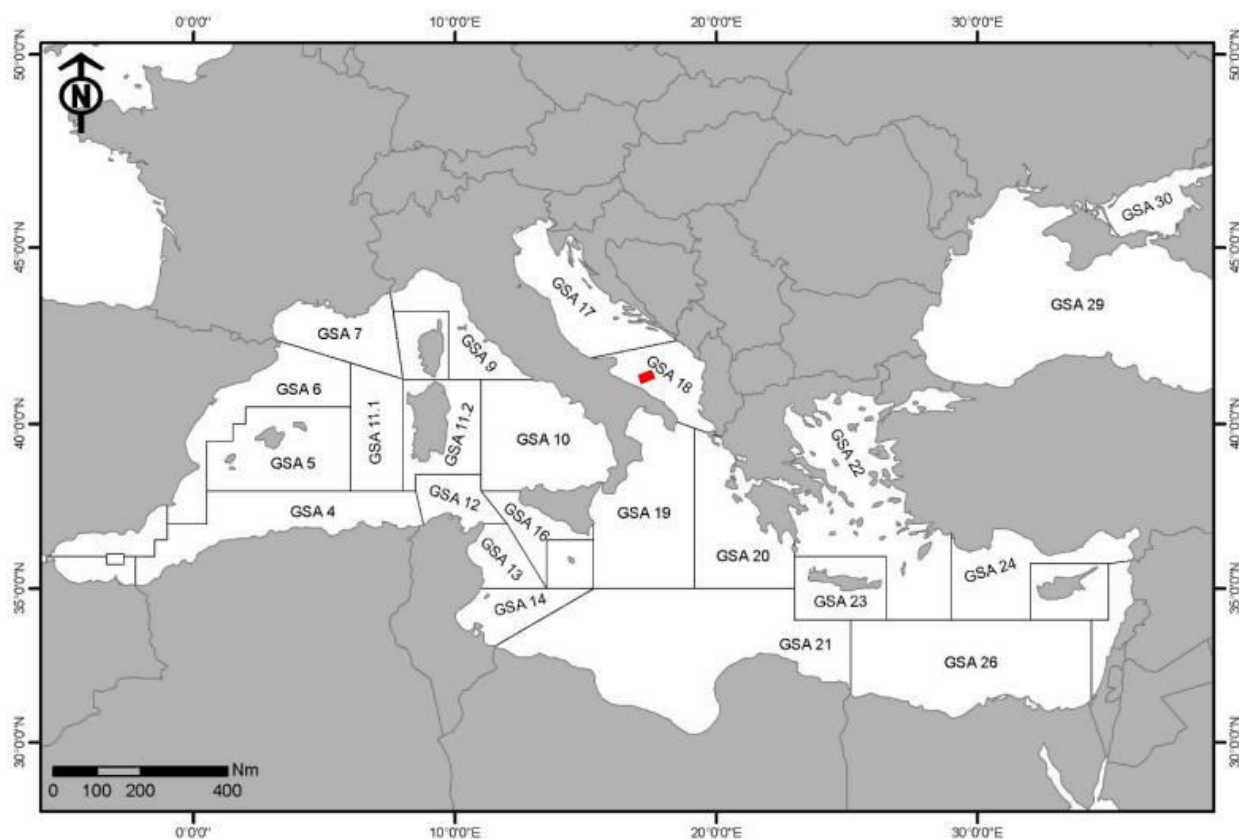 0°0'0"
10°0'0"E
20°0'0"E
30°0'0"E
50°0'0"N
50°0'0"N
N
GSA 30
45°0'0"N
45°0'0"N
GSA 17
GSA 29
GSA 7
GSA 9
GSA 18
GSA 6
40°0'0"N
40°0'0"N
GSA 11.1
GSA 11.2
GSA 10
GSA 22
GSA 5
GSA 4
GSA 12
GSA 16
GSA 19
GSA 20
GSA 13
GSA 24
35°0'0"N
35°0'0"N
GSA 14
GSA 23
GSA 21
GSA 26
30°0'0"N
30°0'0"N
Nm
0 100 200 400
0°0'0"
10°0'0"E
20°0'0"E
30°0'0"E